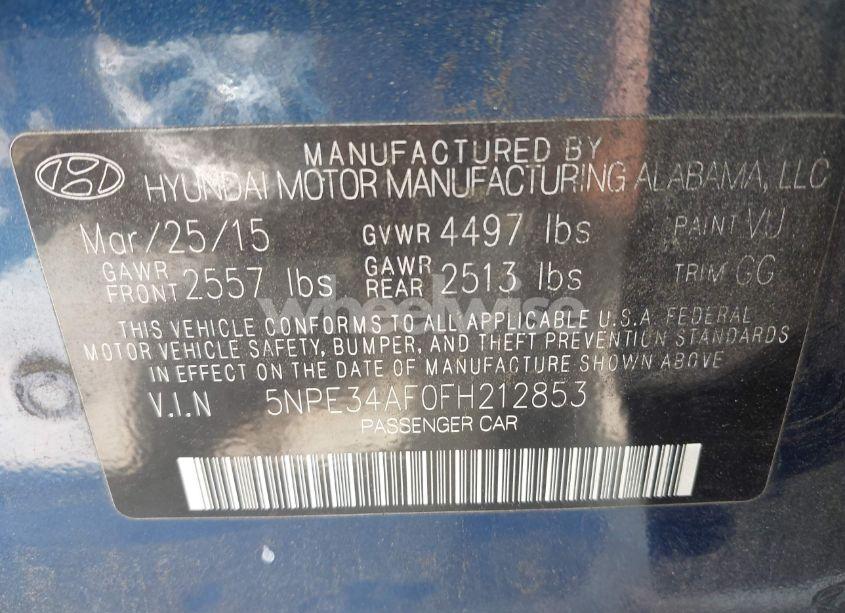 MANUFACTURED BY
HYUNDAI MOTOR MANUFACTURING ALABAMA, LLC
Mar/25/15 GVWR 4497 lbs PAINT VU
GAWR FRONT 2557 lbs GAWR REAR 2513 lbs TRIM GG
wheelwise
THIS VEHICLE CONFORMS TO ALL APPLICABLE U.S.A. FEDERAL
MOTOR VEHICLE SAFETY, BUMPER, AND THEFT PREVENTION STANDARDS
IN EFFECT ON THE DATE OF MANUFACTURE SHOWN ABOVE
V.I.N 5NPE34AF0FH212853
PASSENGER CAR